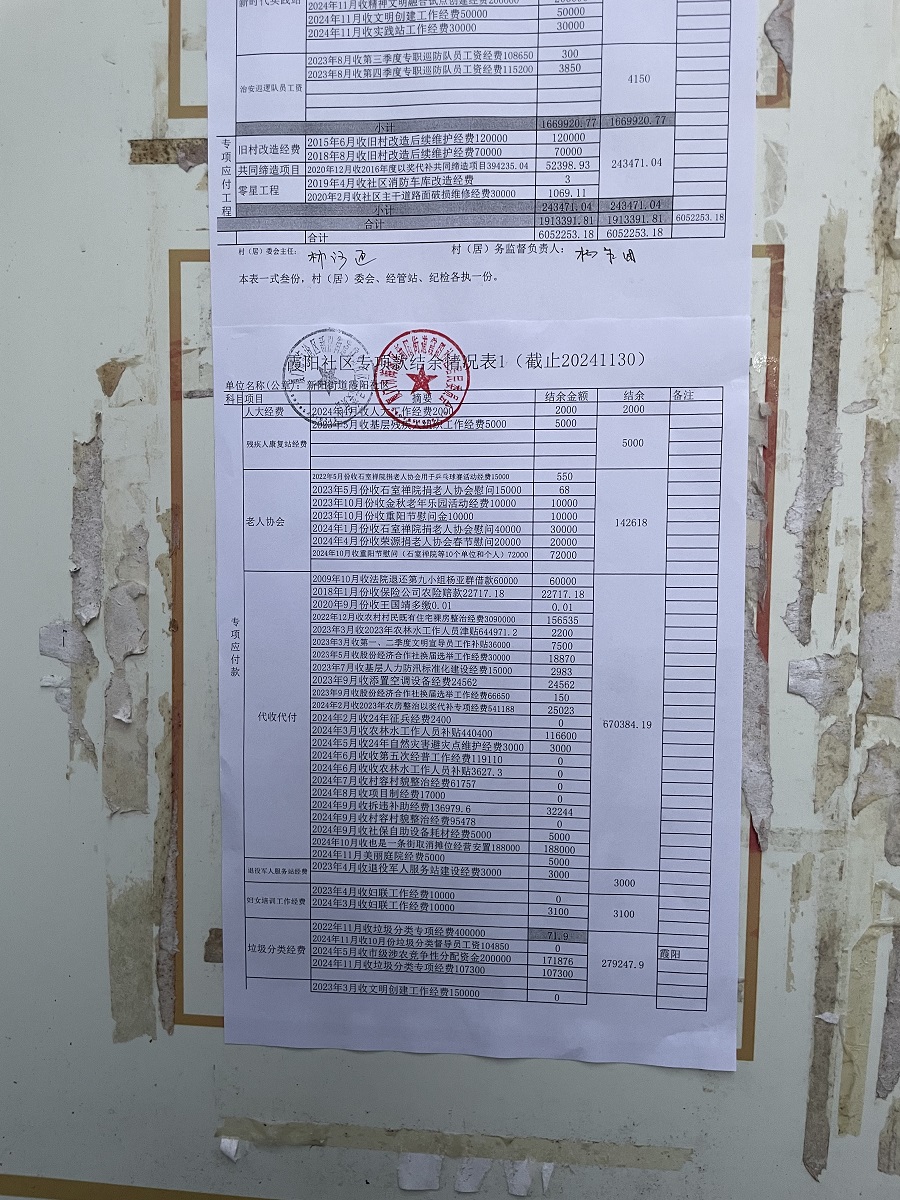 2024年11月收文明创建工作经费50000 50000
2024年11月收实践站工作经费30000 30000
2023年8月收第三季度专职巡防队员工资经费108650 300
2023年8月收第四季度专职巡防队员工资经费115200 3850
治安巡逻队员工资 4150
小计 1669920.77 1669920.77
专项应付工程
旧村改造经费 2015年6月收旧村改造后续维护经费120000 120000
2018年8月收旧村改造后续维护经费70000 70000
243471.04
共同缔造项目 2020年12月收2016年度以奖代补共同缔造项目394235.04 52398.93
零星工程 2019年4月收社区消防车库改造经费 3
2020年2月收社区主干道路面破损维修经费30000 1069.11
小计 243471.04 243471.04
合计 1913391.81 1913391.81 6052253.18
合计 6052253.18 6052253.18
村（居）委会主任： 村（居）务监督负责人：
本表一式叁份，村（居）委会、经管站、纪检各执一份。
霞阳社区专项款结余情况表1（截止20241130）
单位名称(公章)：新阳街道霞阳社区
科目 项目 摘要 结余金额 结余 备注
专项应付款
人大经费 2000 2000
残疾人康复站经费 5000 5000
老人协会 142618
2022年5月份收石室禅院捐老人协会用于乒乓球赛活动经费15000 550
2023年5月份收石室禅院捐老人协会慰问15000 68
2023年10月份收金秋老年乐园活动经费10000 10000
2023年10月份收重阳节慰问金10000 10000
2024年1月份收石室禅院捐老人协会慰问40000 30000
2024年4月份收荣源捐老人协会春节慰问20000 20000
2024年10月收重阳节慰问（石室禅院等10个单位和个人）72000 72000
代收代付 670384.19
2009年10月收法院退还第九小组杨亚群借款60000 60000
2018年1月份收保险公司农险赔款22717.18 22717.18
2020年9月份收王国靖多缴0.01 0.01
2022年12月收农村村民既有住宅裸房整治经费3090000 156535
2023年3月收2023年农林水工作人员津贴644971.2 2200
2023年3月收第一、二季度文明宣导员工作补贴36000 7500
2023年5月收股份经济合作社换届选举工作经费30000 18870
2023年7月收基层人力防汛标准化建设经费15000 2983
2023年9月收添置空调设备经费24562 24562
2023年9月收股份经济合作社换届选举工作经费66650 150
2024年2月收2023年农房整治以奖代补专项经费541188 25023
2024年2月收24年征兵经费2400 0
2024年3月收农林水工作人员补贴440400 116600
2024年5月收24年自然灾害避灾点维护经费3000 3000
2024年6月收收第五次经普工作经费119110 0
2024年6月收收农林水工作人员补贴3627.3 0
2024年7月收村容村貌整治经费61757 0
2024年8月收项目制经费17000 0
2024年9月收拆违补助经费136979.6 32244
2024年9月收村容村貌整治经费95478 0
2024年9月收社保自助设备耗材经费5000 5000
2024年10月收也是一条街取消摊位经营安置188000 188000
2024年11月美丽庭院经费5000 5000
退役军人服务站经费 2023年4月收退役军人服务站建设经费3000 3000 3000
妇女培训工作经费 2023年4月收妇联工作经费10000 0
2024年3月收妇联工作经费10000 3100
3100
垃圾分类经费 2022年11月收垃圾分类专项经费400000 71.9
2024年11月收10月份垃圾分类督导员工资104850 0
2024年5月收市级涉农竞争性分配资金200000 171876
2024年11月收垃圾分类专项经费107300 107300
279247.9 霞阳
2023年3月收文明创建工作经费150000 0